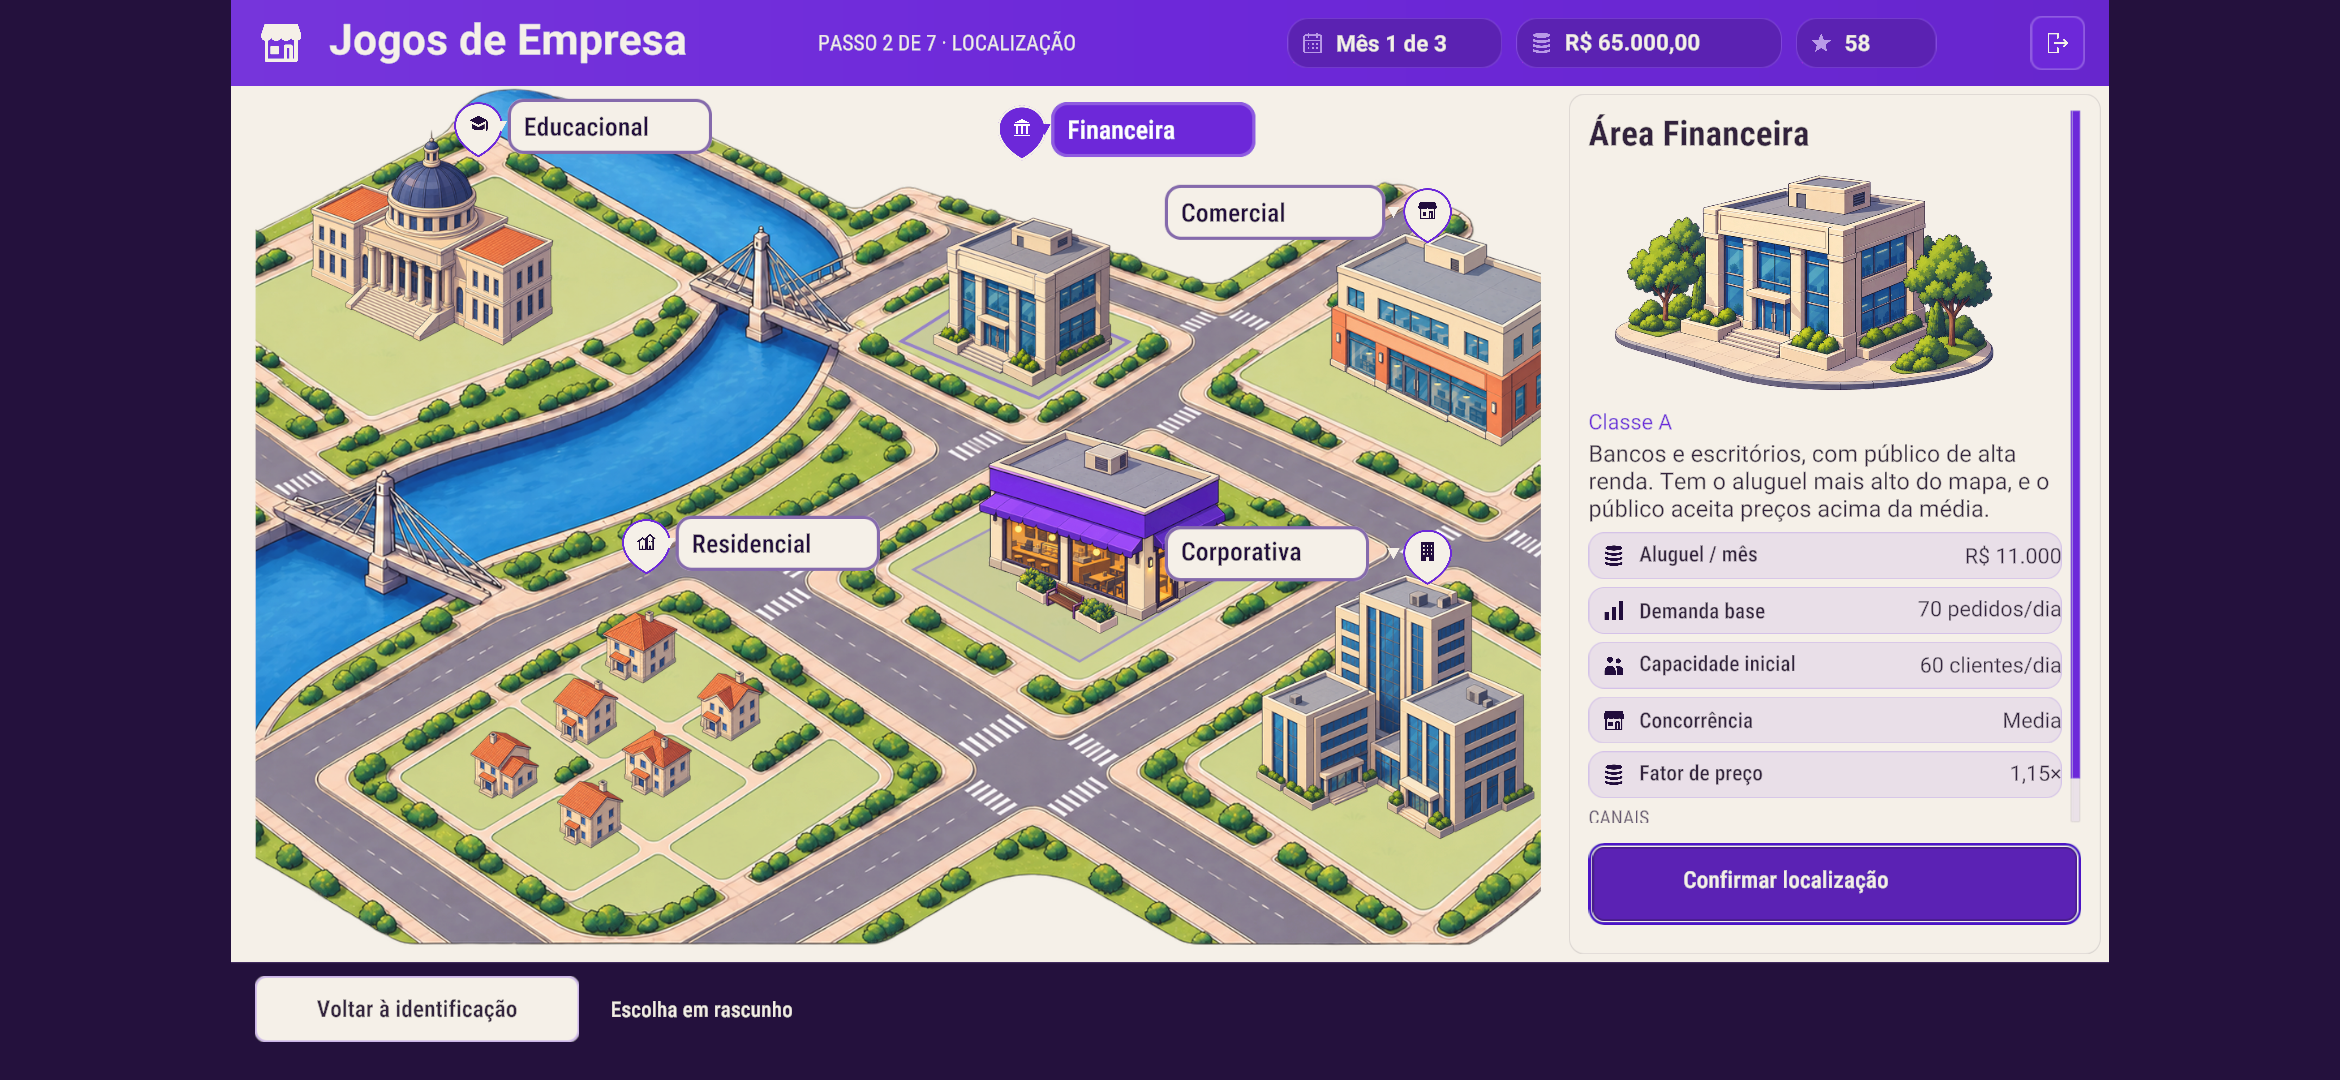 Jogos de Empresa
PASSO 2 DE 7 · LOCALIZAÇÃO
Mês 1 de 3
R$ 65.000,00
58
Educacional
Financeira
Comercial
Residencial
Corporativa
Área Financeira
Classe A
Bancos e escritórios, com público de alta
renda. Tem o aluguel mais alto do mapa, e o
público aceita preços acima da média.
Aluguel / mês R$ 11.000
Demanda base 70 pedidos/dia
Capacidade inicial 60 clientes/dia
Concorrência Media
Fator de preço 1,15×
CANAIS
Confirmar localização
Voltar à identificação
Escolha em rascunho